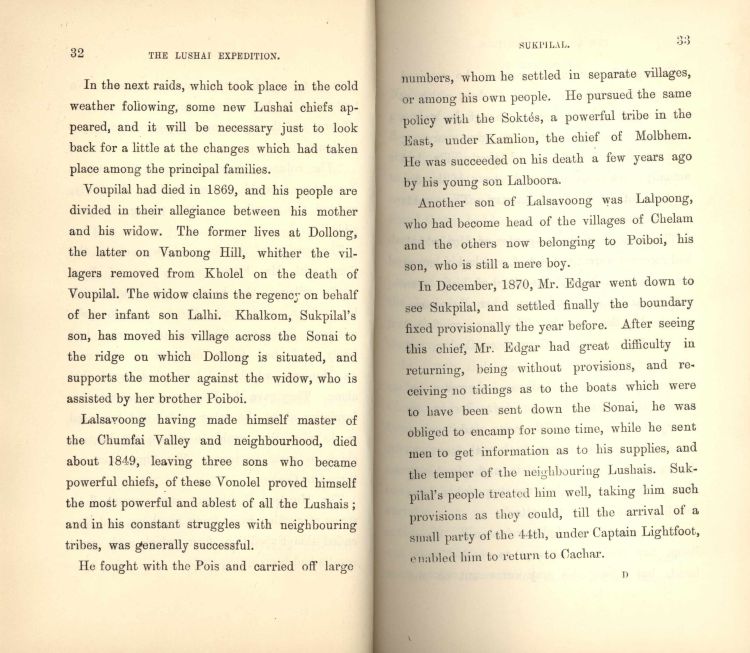 32
THE LUSHAI EXPEDITION.
In the next raids, which took place in the cold
weather following, some new Lushai chiefs ap-
peared, and it will be necessary just to look
back for a little at the changes which had taken
place among the principal families.
Voupilal had died in 1869, and his people are
divided in their allegiance between his mother
and his widow. The former lives at Dollong,
the latter on Vanbong Hill, whither the vil-
lagers removed from Kholel on the death of
Voupilal. The widow claims the regency on behalf
of her infant son Lalhi. Khalkom, Sukpilal's
son, has moved his village across the Sonai to
the ridge on which Dollong is situated, and
supports the mother against the widow, who is
assisted by her brother Poiboi.
Lalsavoong having made himself master of
the Chumfai Valley and neighbourhood, died
about 1849, leaving three sons who became
powerful chiefs, of these Vonolel proved himself
the most powerful and ablest of all the Lushais;
and in his constant struggles with neighbouring
tribes, was generally successful.
He fought with the Pois and carried off large
SUKPILAL.
33
numbers, whom he settled in separate villages,
or among his own people. He pursued the same
policy with the Soktés, a powerful tribe in the
East, under Kamlion, the chief of Molbhem.
He was succeeded on his death a few years ago
by his young son Lalboora.
Another son of Lalsavoong was Lalpoong,
who had become head of the villages of Chelam
and the others now belonging to Poiboi, his
son, who is still a mere boy.
In December, 1870, Mr. Edgar went down to
see Sukpilal, and settled finally the boundary
fixed provisionally the year before. After seeing
this chief, Mr. Edgar had great difficulty in
returning, being without provisions, and re-
ceiving no tidings as to the boats which were
to have been sent down the Sonai, he was
obliged to encamp for some time, while he sent
men to get information as to his supplies, and
the temper of the neighbouring Lushais. Suk-
pilal's people treated him well, taking him such
provisions as they could, till the arrival of a
small party of the 44th, under Captain Lightfoot,
enabled him to return to Cachar.
D